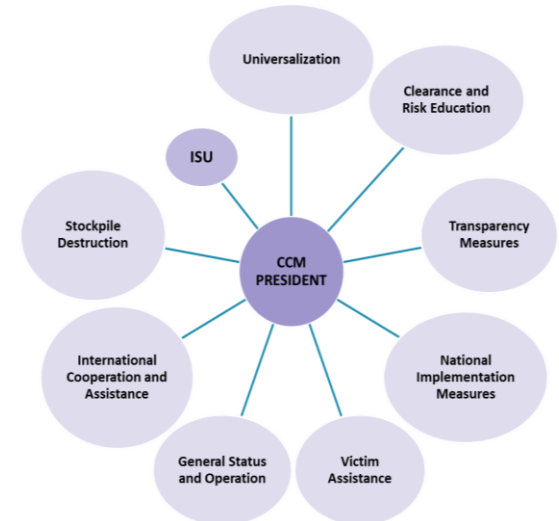 Universalization
Clearance and
Risk Education
ISU
Stockpile
Destruction
Transparency
Measures
CCM
PRESIDENT
International
Cooperation and
Assistance
National
Implementation
Measures
General Status
and Operation
Victim
Assistance